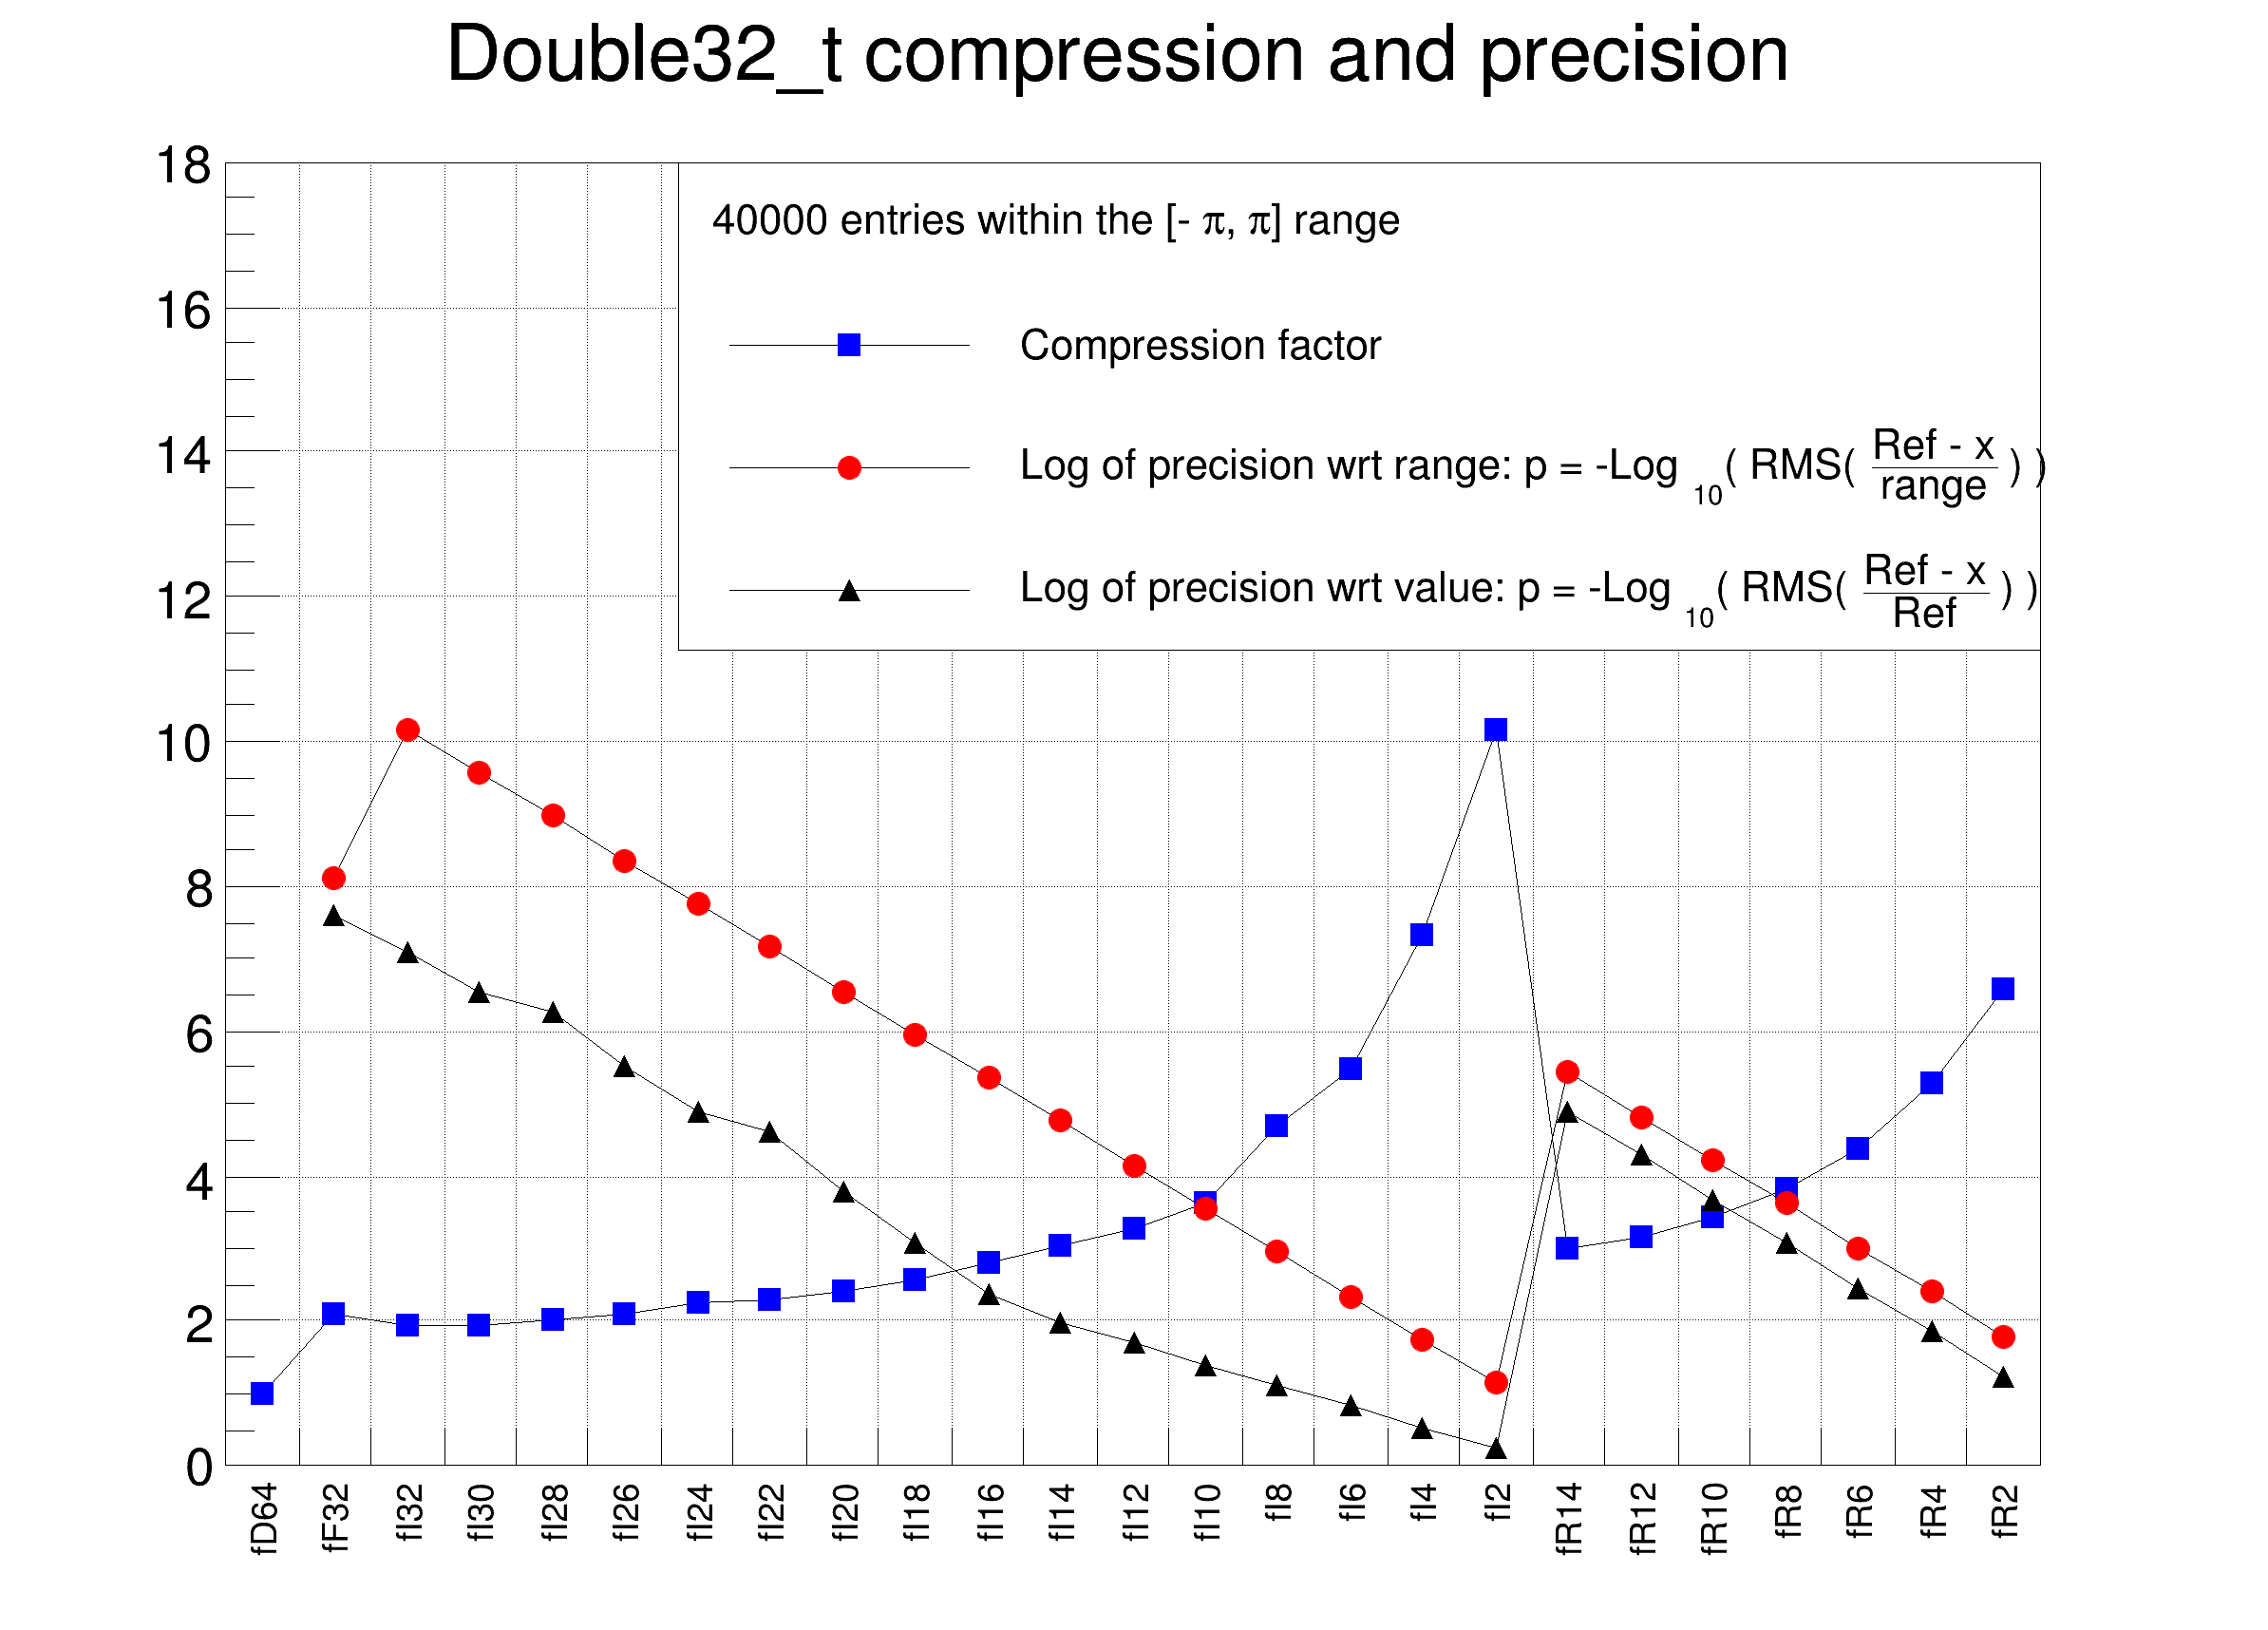 Double32_t compression and precision
40000 entries within the [- π, π] range
Compression factor
Log of precision wrt range: p = -Log 10( RMS( Ref - x / range ) )
Log of precision wrt value: p = -Log 10( RMS( Ref - x / Ref ) )
18
16
14
12
10
8
6
4
2
0
fD64 fF32 fI32 fI30 fI28 fI26 fI24 fI22 fI20 fI18 fI16 fI14 fI12 fI10 fI8 fI6 fI4 fI2 fR14 fR12 fR10 fR8 fR6 fR4 fR2